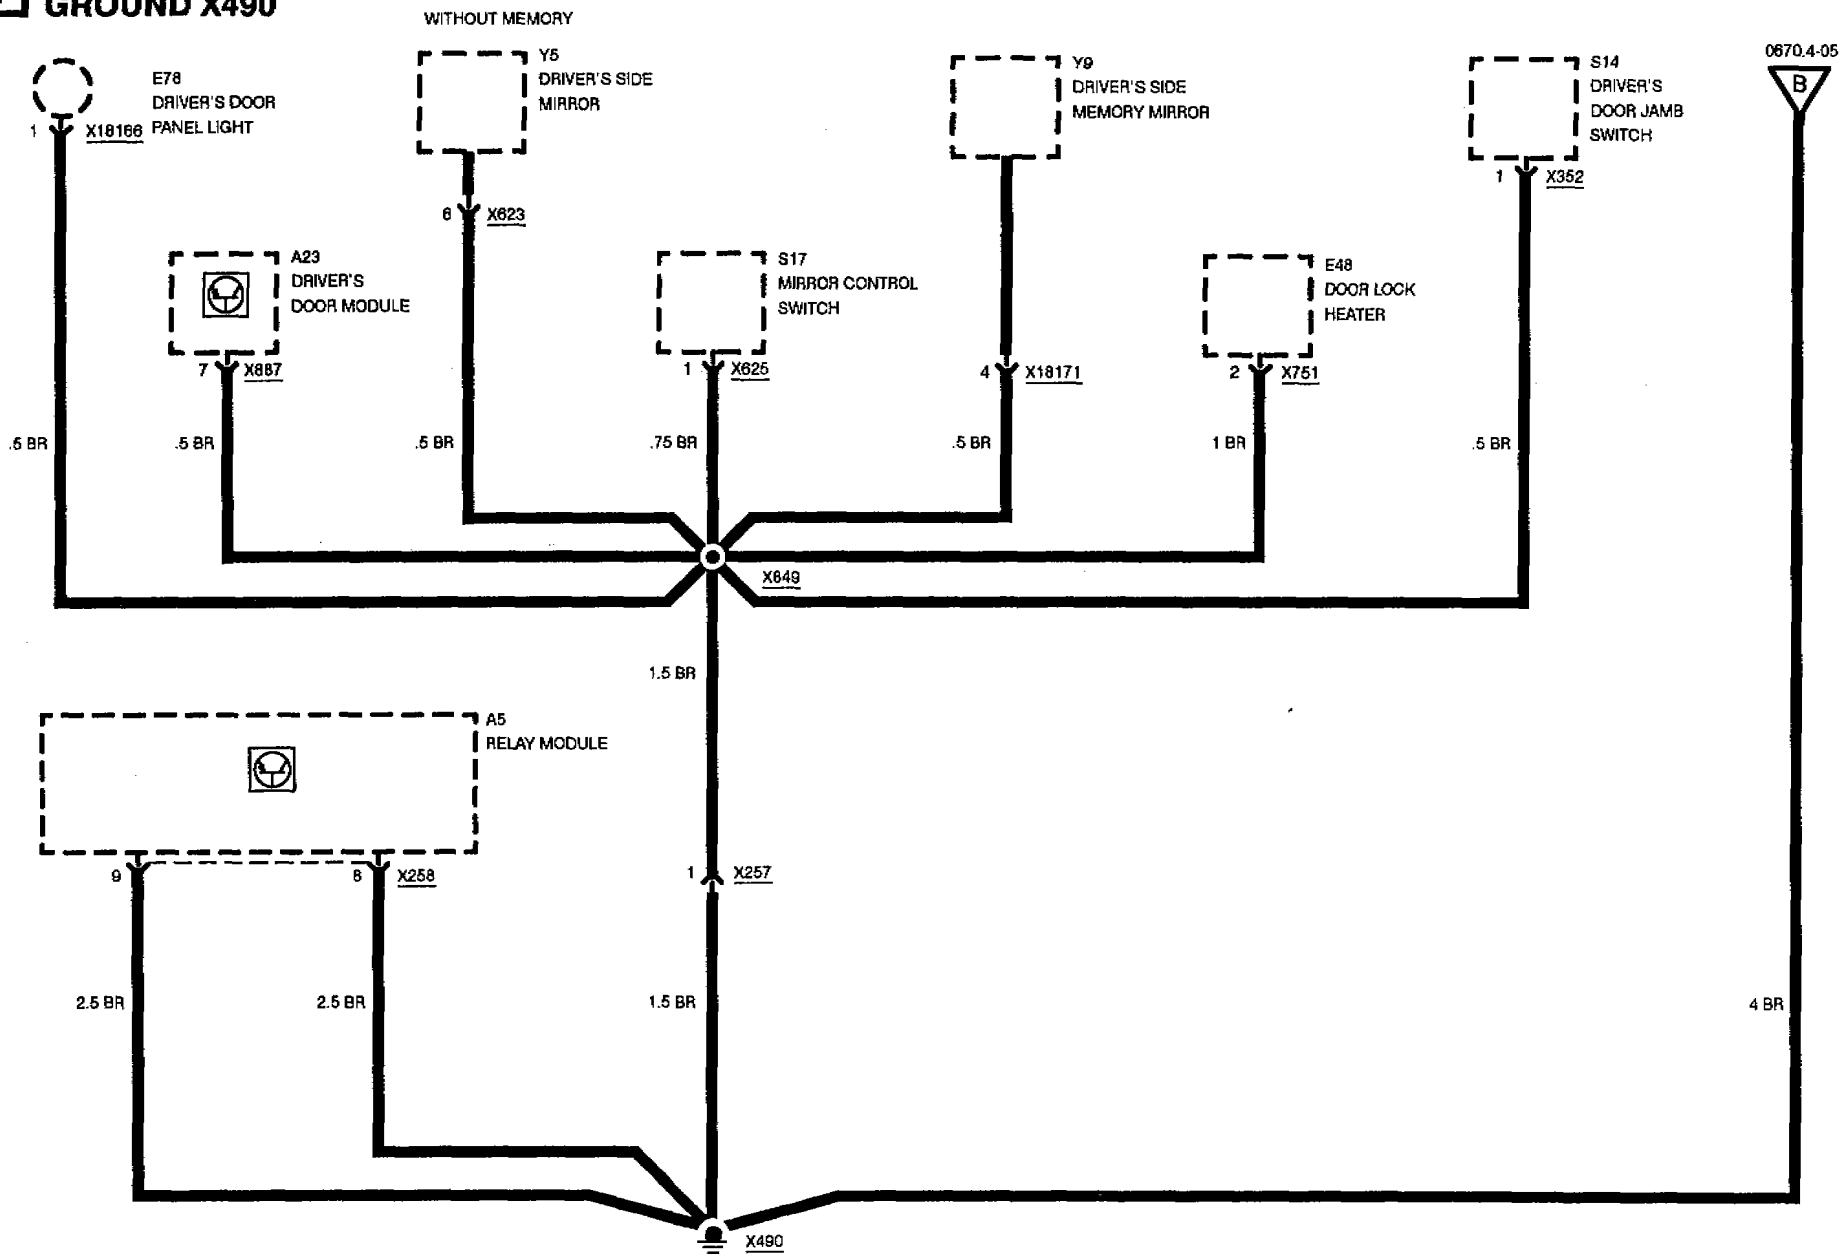 GROUND X490
WITHOUT MEMORY
E78
DRIVER'S DOOR
PANEL LIGHT
1
X18166
Y5
DRIVER'S SIDE
MIRROR
6
X623
Y9
DRIVER'S SIDE
MEMORY MIRROR
S14
DRIVER'S
DOOR JAMB
SWITCH
1
X352
0670.4-05
B
A23
DRIVER'S
DOOR MODULE
7
X887
S17
MIRROR CONTROL
SWITCH
1
X625
4
X18171
E48
DOOR LOCK
HEATER
2
X751
.5 BR
.5 BR
.5 BR
.75 BR
.5 BR
1 BR
.5 BR
X649
1.5 BR
A5
RELAY MODULE
9
8
X258
1
X257
2.5 BR
2.5 BR
1.5 BR
4 BR
X490